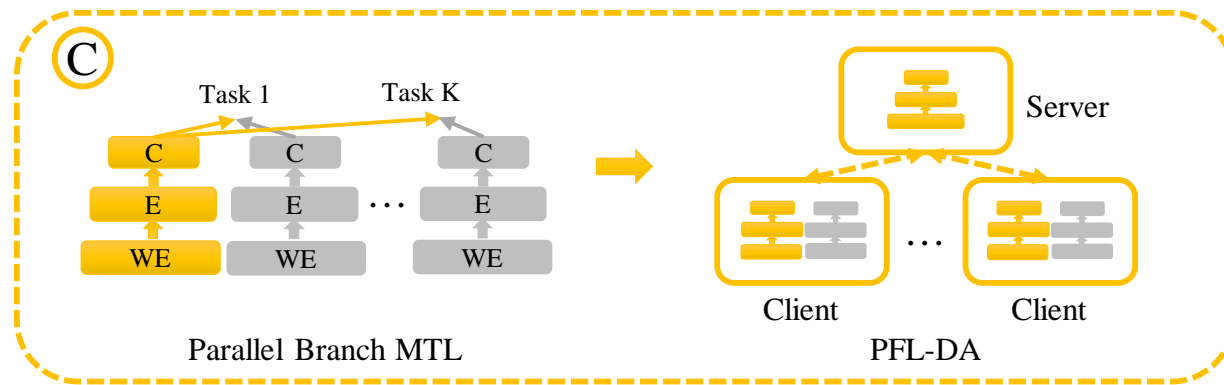 C
Task 1
Task K
C
C
C
E
E
...
E
WE
WE
WE
Parallel Branch MTL
Server
...
Client
Client
PFL-DA